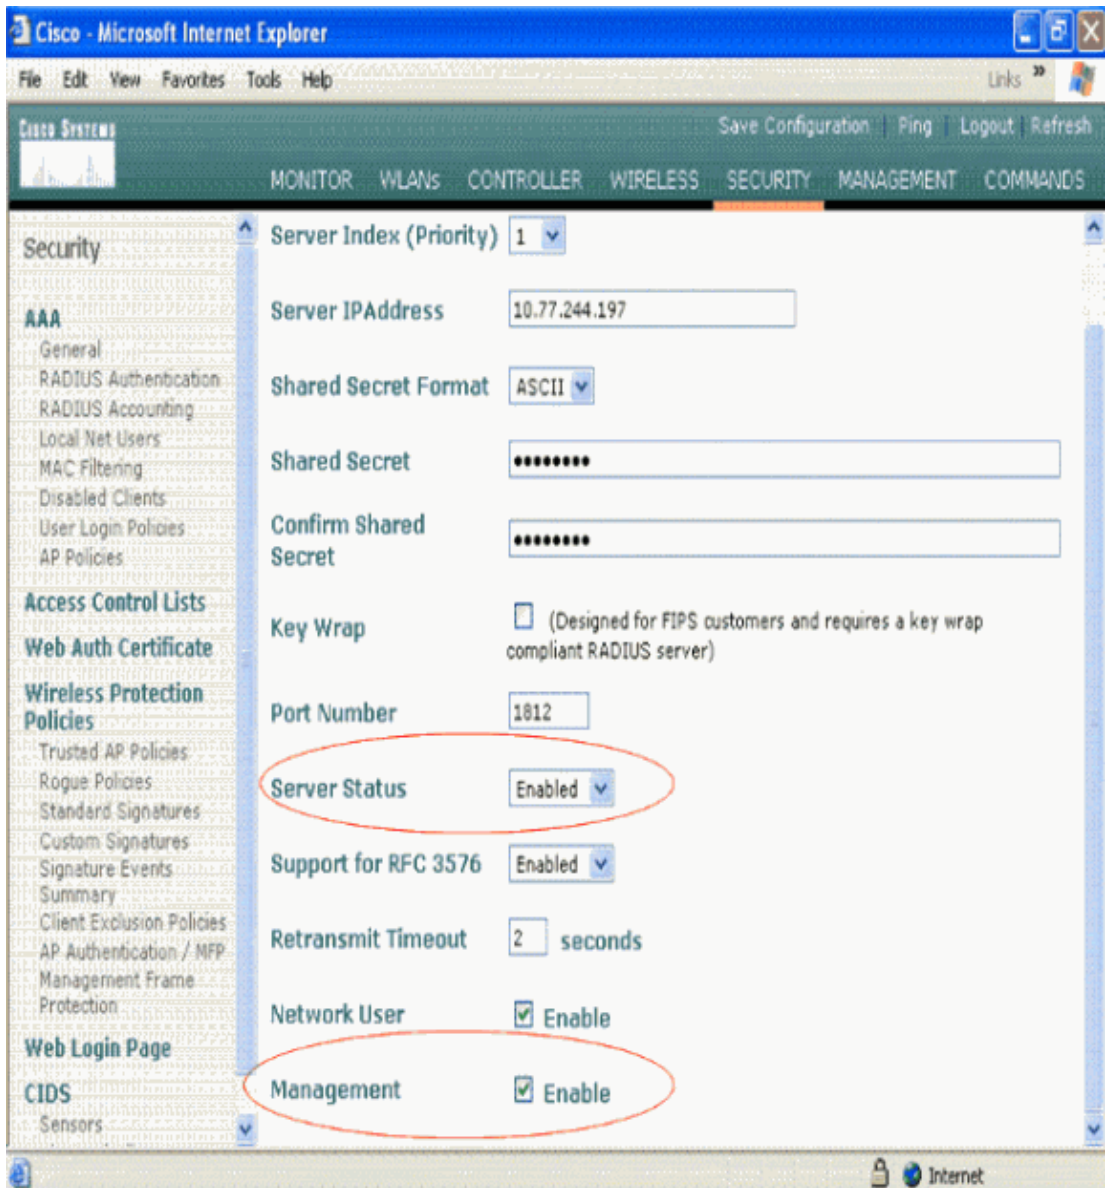 Cisco - Microsoft Internet Explorer
File Edit View Favorites Tools Help
Links »
CISCO SYSTEMS
Save Configuration | Ping | Logout | Refresh
MONITOR WLANs CONTROLLER WIRELESS SECURITY MANAGEMENT COMMANDS
Security
AAA
General
RADIUS Authentication
RADIUS Accounting
Local Net Users
MAC Filtering
Disabled Clients
User Login Policies
AP Policies
Access Control Lists
Web Auth Certificate
Wireless Protection
Policies
Trusted AP Policies
Rogue Policies
Standard Signatures
Custom Signatures
Signature Events
Summary
Client Exclusion Policies
AP Authentication / MFP
Management Frame
Protection
Web Login Page
CIDS
Sensors
Server Index (Priority) 1
Server IPAddress 10.77.244.197
Shared Secret Format ASCII
Shared Secret ••••••••
Confirm Shared
Secret ••••••••
Key Wrap (Designed for FIPS customers and requires a key wrap
compliant RADIUS server)
Port Number 1812
Server Status Enabled
Support for RFC 3576 Enabled
Retransmit Timeout 2 seconds
Network User Enable
Management Enable
Internet